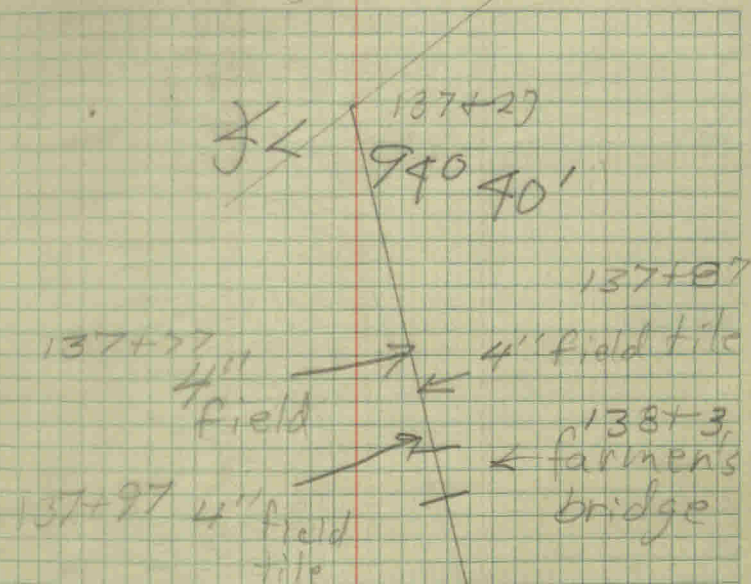 137+27
94° 40'
137+87
4" field tile
137+77
4"
field
138+3
farmer's
bridge
137+97 4" field
tile